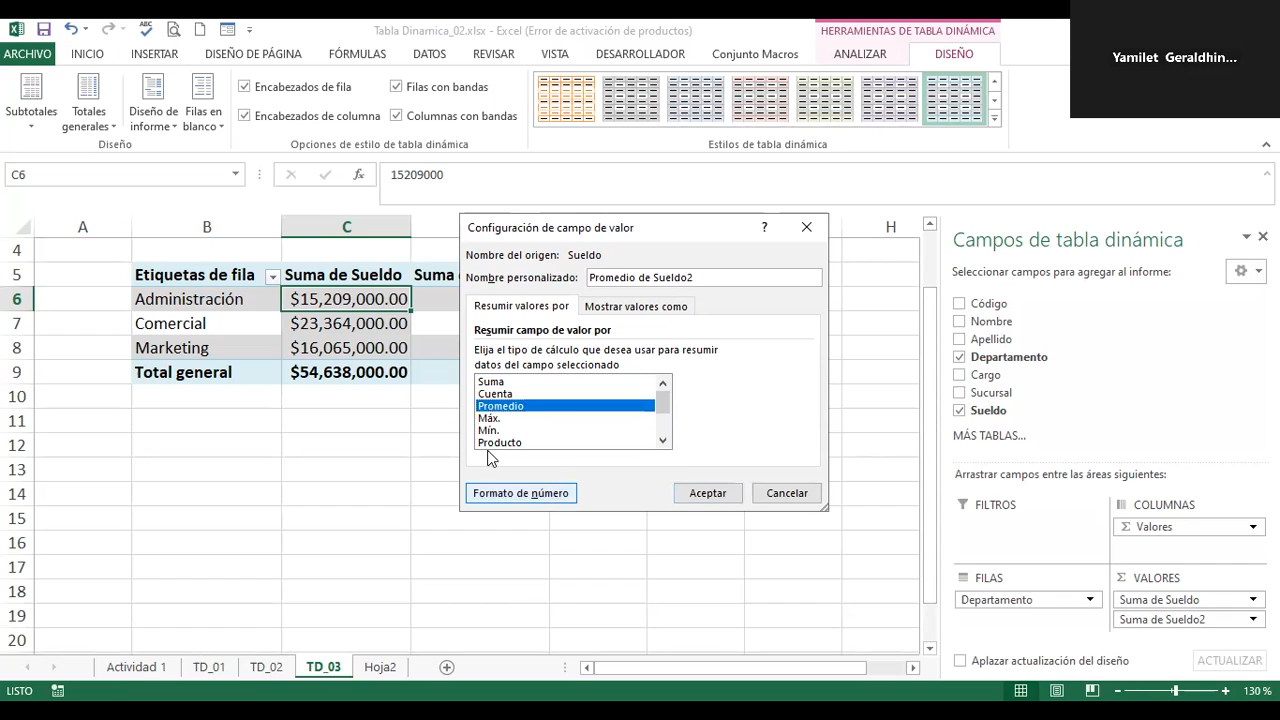 Tabla Dinamica_02.xlsx - Excel (Error de activación de productos)
HERRAMIENTAS DE TABLA DINÁMICA
Yamilet Geraldhin...
ARCHIVO INICIO INSERTAR DISEÑO DE PÁGINA FÓRMULAS DATOS REVISAR VISTA DESARROLLADOR Conjunto Macros ANALIZAR DISEÑO
Subtotales
Totales generales
Diseño de informe
Filas en blanco
Diseño
Encabezados de fila
Filas con bandas
Encabezados de columna
Columnas con bandas
Opciones de estilo de tabla dinámica
Estilos de tabla dinámica
C6
fx
15209000
A B C H
4
5 Etiquetas de fila Suma de Sueldo Suma
6 Administración $15,209,000.00
7 Comercial $23,364,000.00
8 Marketing $16,065,000.00
9 Total general $54,638,000.00
10
11
12
13
14
15
16
17
18
19
20
Configuración de campo de valor ?
Nombre del origen: Sueldo
Nombre personalizado: Promedio de Sueldo2
Resumir valores por
Mostrar valores como
Resumir campo de valor por
Elija el tipo de cálculo que desea usar para resumir
datos del campo seleccionado
Suma
Cuenta
Promedio
Máx.
Mín.
Producto
Formato de número
Aceptar
Cancelar
Campos de tabla dinámica
Seleccionar campos para agregar al informe:
Código
Nombre
Apellido
Departamento
Cargo
Sucursal
Sueldo
MÁS TABLAS...
Arrastrar campos entre las áreas siguientes:
FILTROS
COLUMNAS
Σ Valores
FILAS
Departamento
Σ VALORES
Suma de Sueldo
Suma de Sueldo2
Aplazar actualización del diseño
ACTUALIZAR
Actividad 1 TD_01 TD_02 TD_03 Hoja2
LISTO
130 %